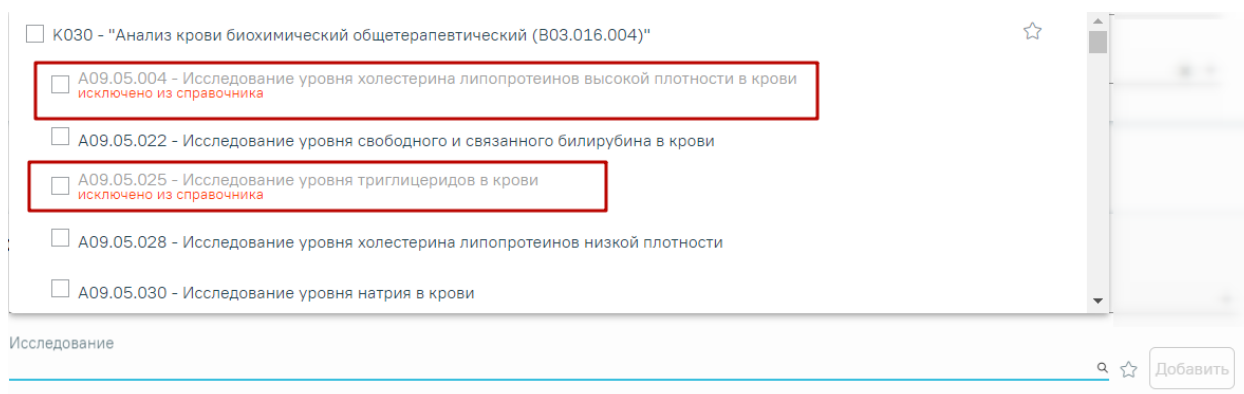 K030 - "Анализ крови биохимический общетерапевтический (B03.016.004)"
A09.05.004 - Исследование уровня холестерина липопротеинов высокой плотности в крови
исключено из справочника
A09.05.022 - Исследование уровня свободного и связанного билирубина в крови
A09.05.025 - Исследование уровня триглицеридов в крови
исключено из справочника
A09.05.028 - Исследование уровня холестерина липопротеинов низкой плотности
A09.05.030 - Исследование уровня натрия в крови
Исследование
Добавить